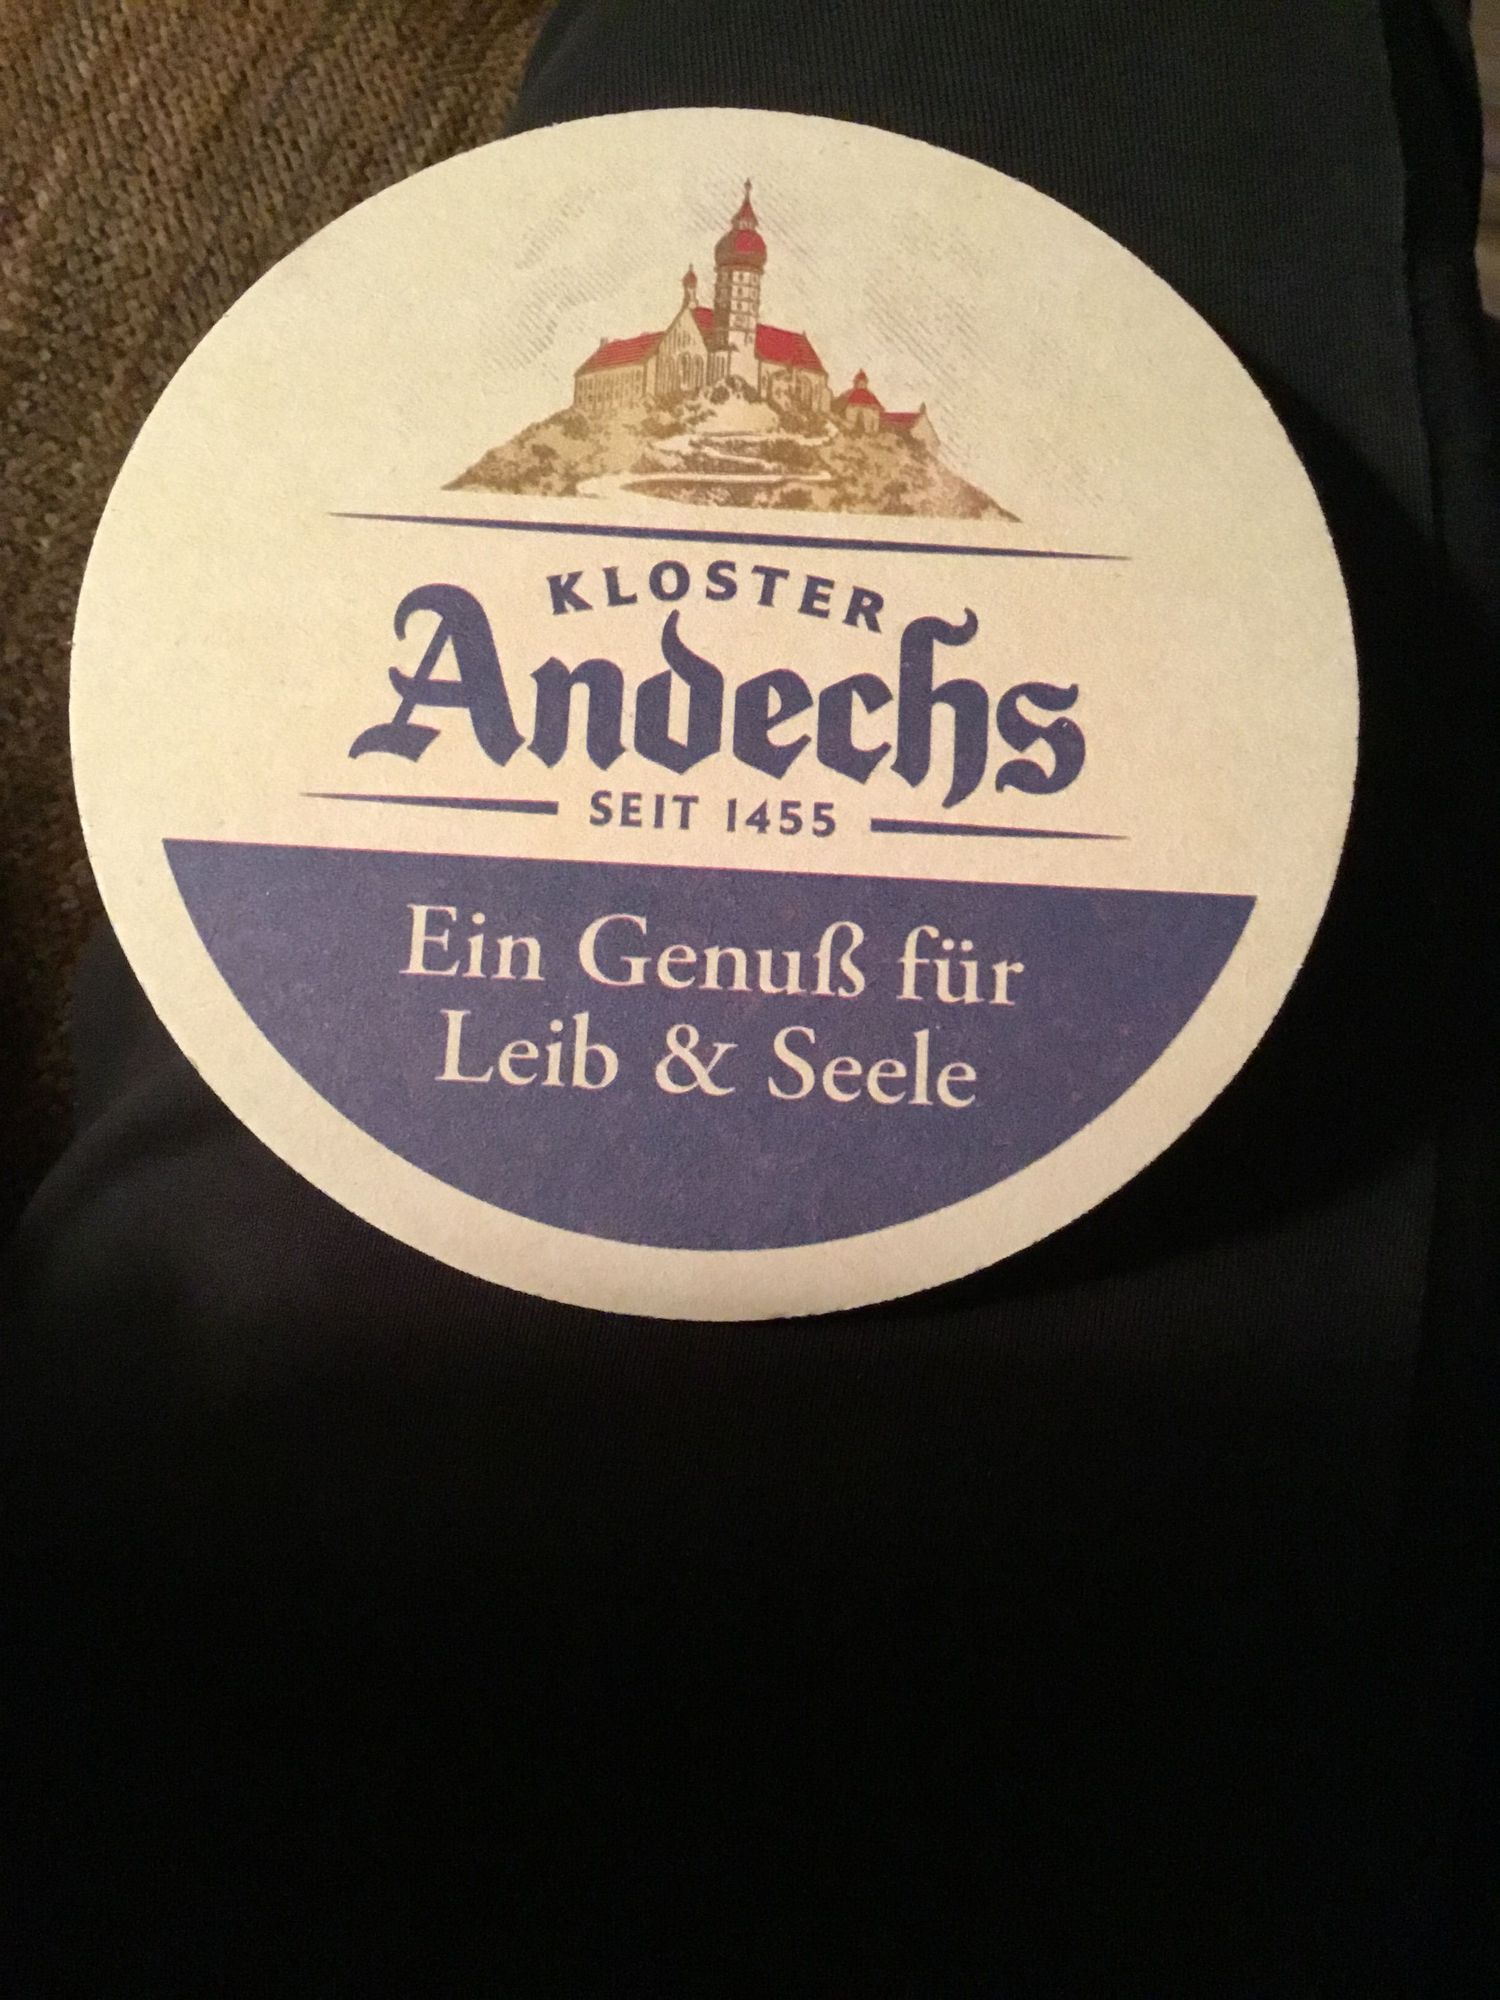 KLOSTER
Andechs
SEIT 1455
Ein Genuß für
Leib & Seele